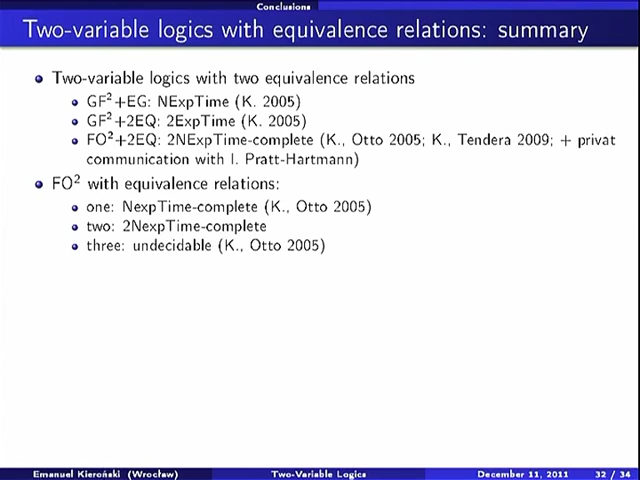 Conclusions
Two-variable logics with equivalence relations: summary
Two-variable logics with two equivalence relations
GF²+EG: NExpTime (K. 2005)
GF²+2EQ: 2ExpTime (K. 2005)
FO²+2EQ: 2NExpTime-complete (K., Otto 2005; K., Tendera 2009; + privat
communication with I. Pratt-Hartmann)
FO² with equivalence relations:
one: NexpTime-complete (K., Otto 2005)
two: 2NexpTime-complete
three: undecidable (K., Otto 2005)
Emanuel Kieroński (Wrocław) Two-Variable Logics December 11, 2011 32 / 34